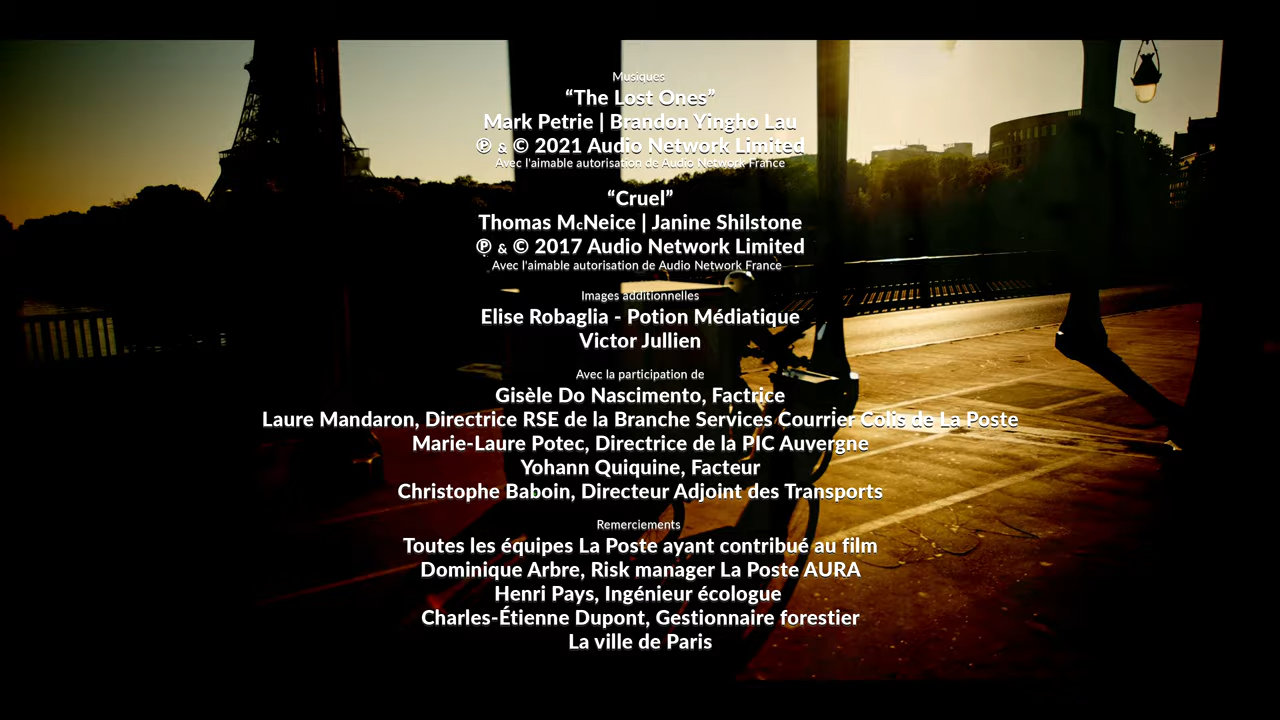 Musiques
“The Lost Ones”
Mark Petrie | Brandon Yingho Lau
℗ & © 2021 Audio Network Limited
Avec l'aimable autorisation de Audio Network France
“Cruel”
Thomas McNeice | Janine Shilstone
℗ & © 2017 Audio Network Limited
Avec l'aimable autorisation de Audio Network France
Images additionnelles
Elise Robaglia - Potion Médiatique
Victor Jullien
Avec la participation de
Gisèle Do Nascimento, Factrice
Laure Mandaron, Directrice RSE de la Branche Services Courrier Colis de La Poste
Marie-Laure Potec, Directrice de la PIC Auvergne
Yohann Quiquine, Facteur
Christophe Baboin, Directeur Adjoint des Transports
Remerciements
Toutes les équipes La Poste ayant contribué au film
Dominique Arbre, Risk manager La Poste AURA
Henri Pays, Ingénieur écologue
Charles-Étienne Dupont, Gestionnaire forestier
La ville de Paris